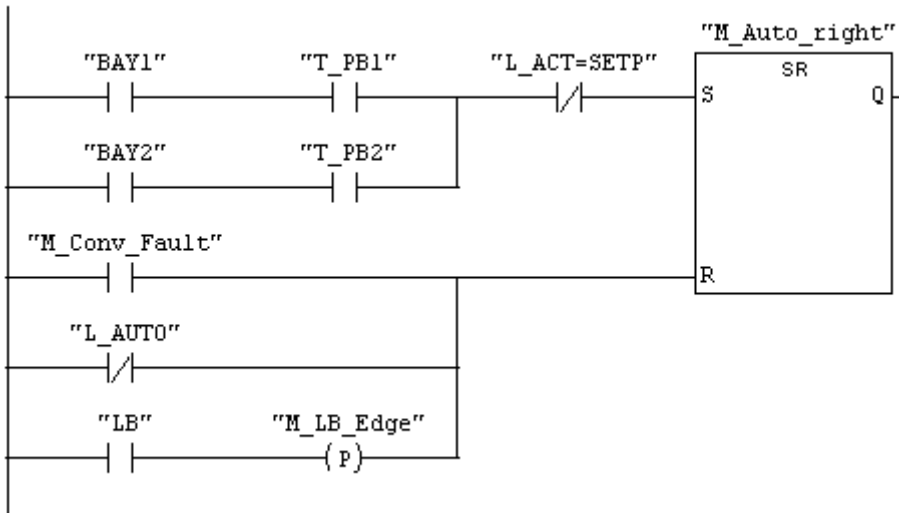 "M_Auto_right"
"BAY1" "T_PB1" "L_ACT=SETP" SR
S Q
"BAY2" "T_PB2"
"M_Conv_Fault"
R
"L_AUTO"
"LB" "M_LB_Edge"
P